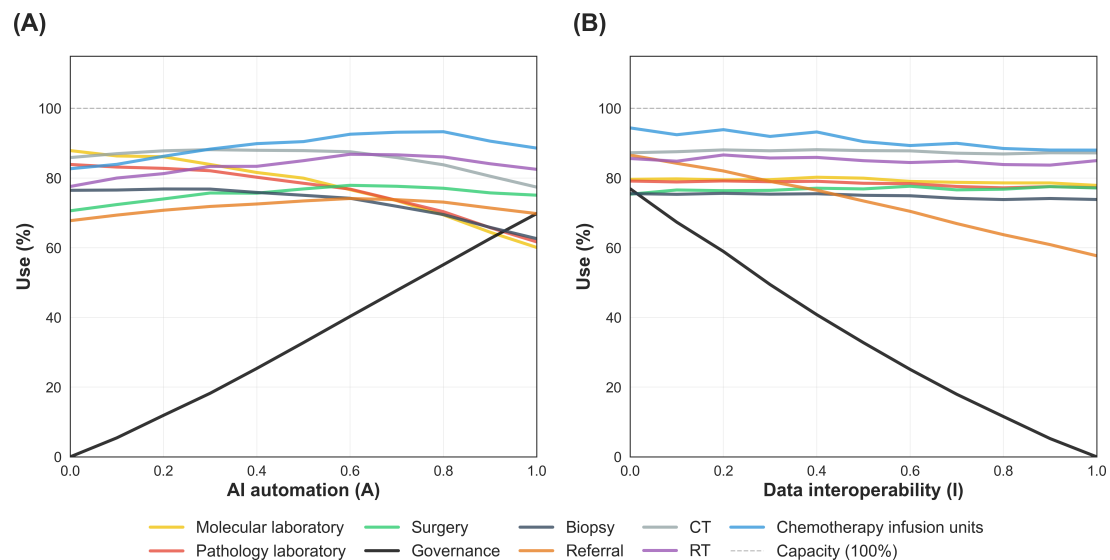 (A)
(B)
Use (%)
100
80
60
40
20
0
0.0 0.2 0.4 0.6 0.8 1.0
AI automation (A)
Use (%)
100
80
60
40
20
0
0.0 0.2 0.4 0.6 0.8 1.0
Data interoperability (I)
Molecular laboratory Surgery Biopsy CT Chemotherapy infusion units
Pathology laboratory Governance Referral RT Capacity (100%)